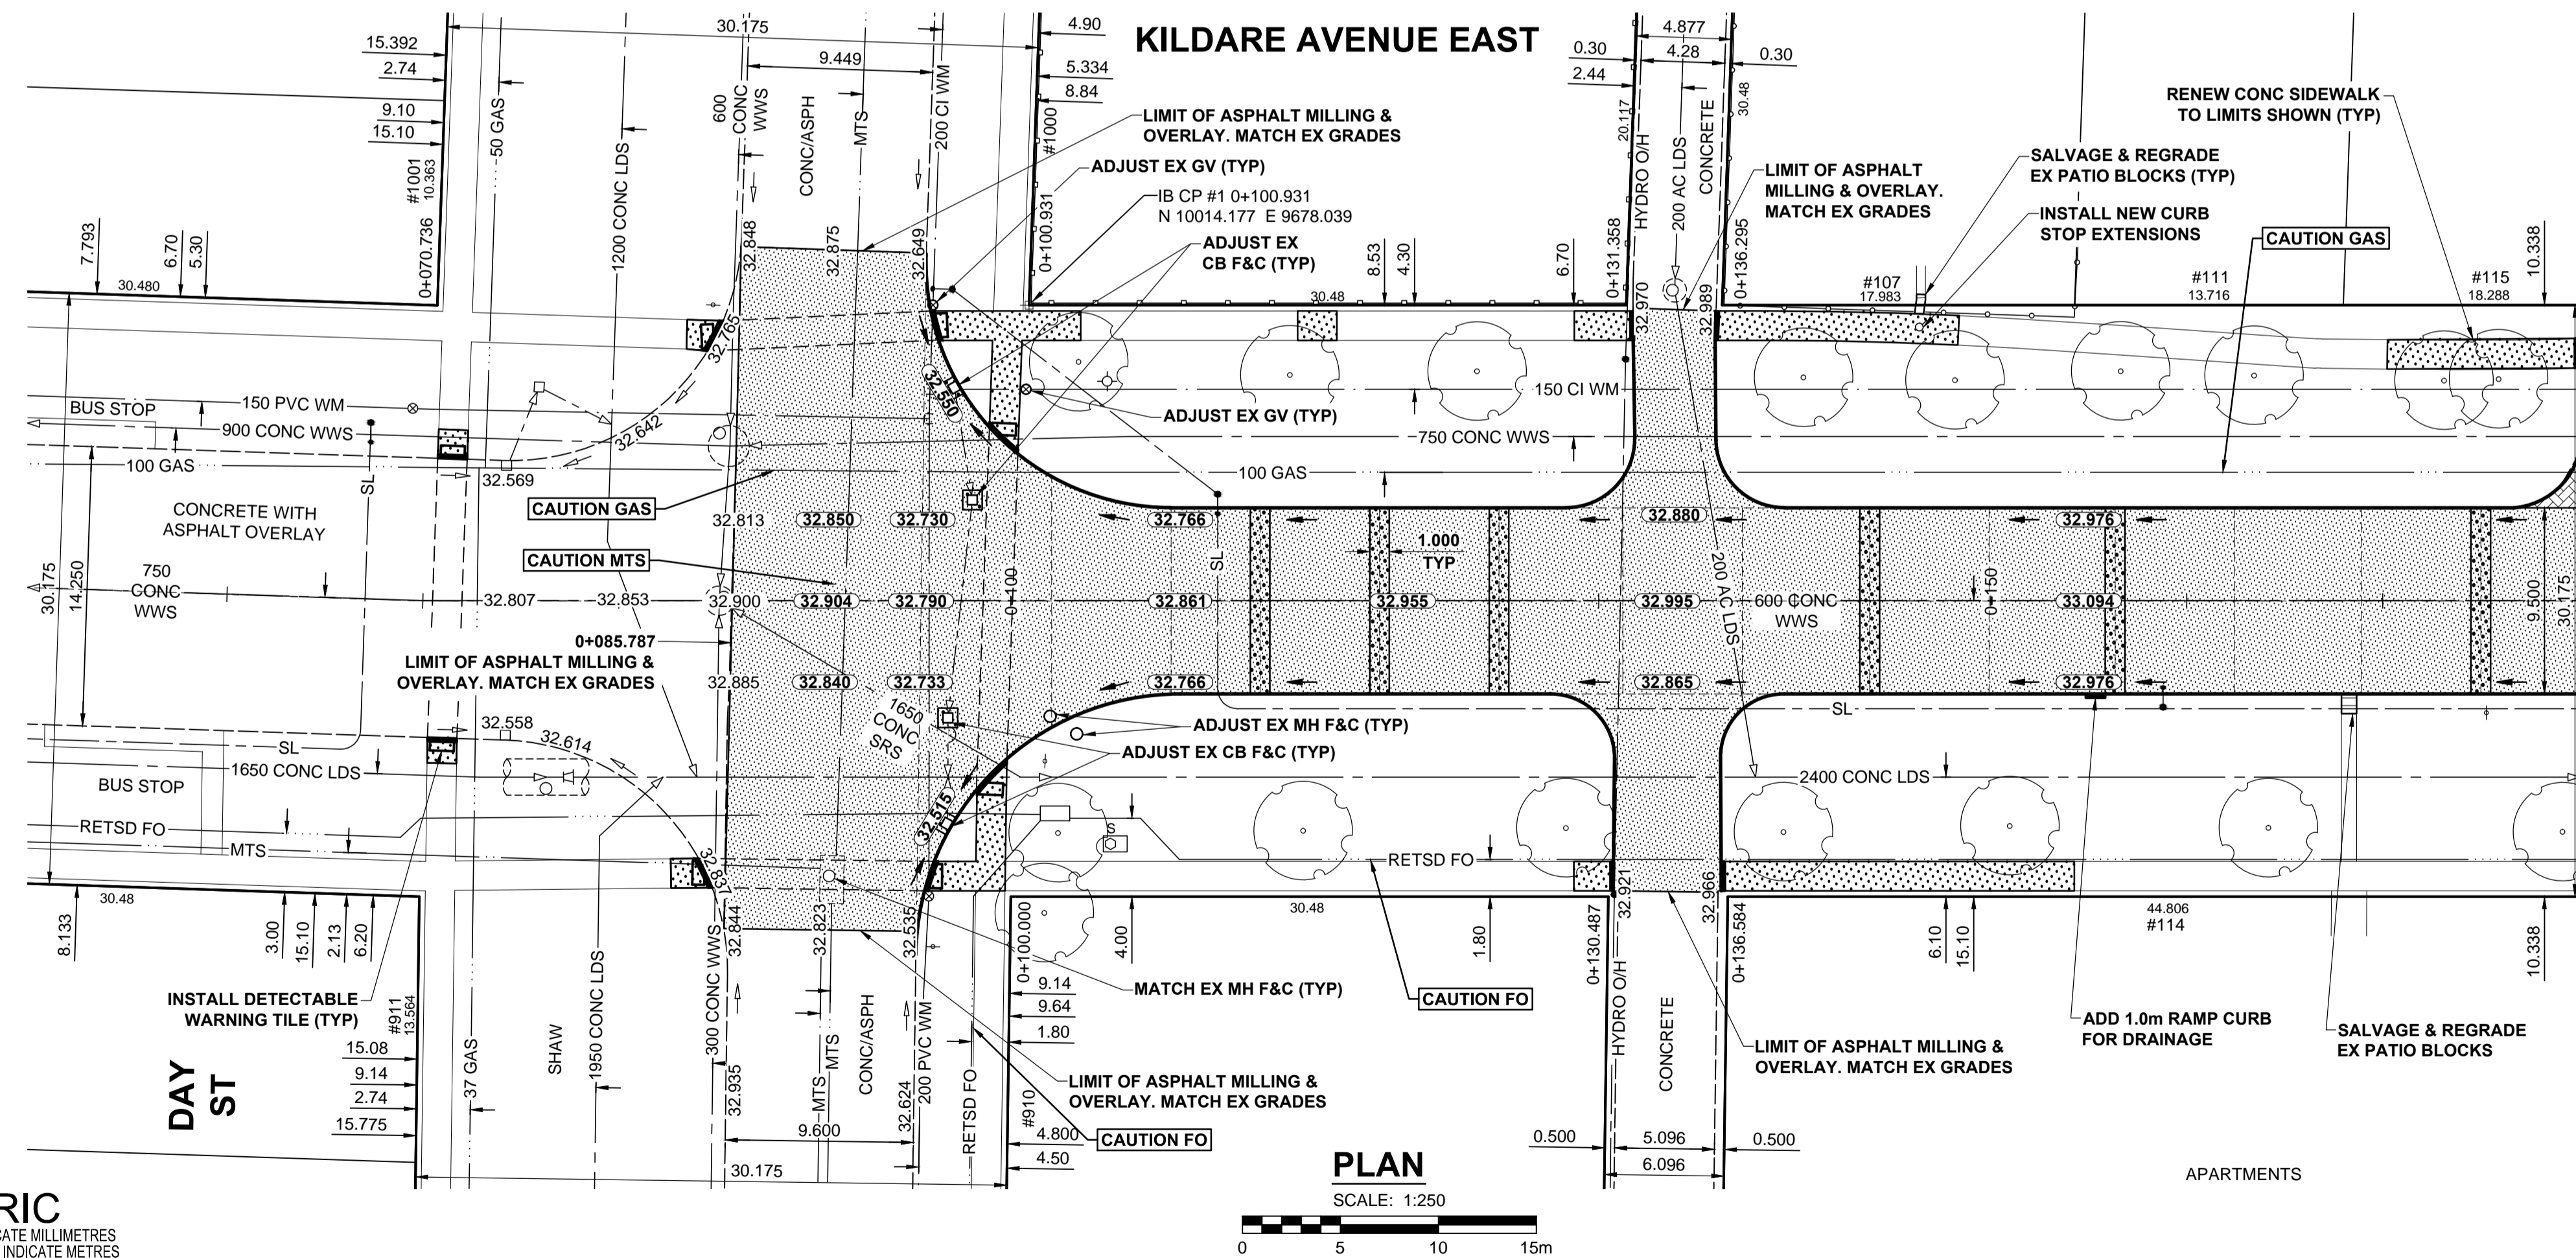 KILDARE AVENUE EAST
30.175
9.449
15.392
2.74
9.10
15.10
4.90
5.334
8.84
#1001
10.363
0+070.736
50 GAS
1200 CONC LDS
600
CONC
WWS
CONC/ASPH
MTS
200 CI WM
#1000
0+100.931
LIMIT OF ASPHALT MILLING &
OVERLAY. MATCH EX GRADES
ADJUST EX GV (TYP)
IB CP #1 0+100.931
N 10014.177 E 9678.039
ADJUST EX
CB F&C (TYP)
4.877
4.28
0.30
0.30
2.44
20.117
30.48
HYDRO O/H
200 AC LDS
CONCRETE
0+131.358
0+136.295
LIMIT OF ASPHALT
MILLING & OVERLAY.
MATCH EX GRADES
RENEW CONC SIDEWALK
TO LIMITS SHOWN (TYP)
SALVAGE & REGRADE
EX PATIO BLOCKS (TYP)
INSTALL NEW CURB
STOP EXTENSIONS
CAUTION GAS
7.793
6.70
5.30
30.480
32.848
32.875
32.649
8.53
4.30
6.70
30.48
32.970
32.989
#107
17.983
#111
13.716
#115
18.288
10.338
32.765
32.550
150 PVC WM
BUS STOP
900 CONC WWS
100 GAS
32.642
32.569
SL
ADJUST EX GV (TYP)
150 CI WM
750 CONC WWS
100 GAS
CONCRETE WITH
ASPHALT OVERLAY
CAUTION GAS
32.813
32.850
32.730
32.766
32.880
32.976
CAUTION MTS
1.000
TYP
SL
0+100
200 AC LDS
0+150
30.175
14.250
750
CONC
WWS
32.807
32.853
32.900
32.904
32.790
32.861
32.955
32.995
600 CONC
WWS
33.094
9.500
30.175
0+085.787
LIMIT OF ASPHALT MILLING &
OVERLAY. MATCH EX GRADES
32.885
32.840
32.733
32.766
32.865
32.976
1650
CONC
SRS
32.558
32.614
SL
1650 CONC LDS
BUS STOP
ADJUST EX MH F&C (TYP)
ADJUST EX CB F&C (TYP)
SL
2400 CONC LDS
RETSD FO
MTS
32.515
S
RETSD FO
32.837
30.48
8.133
3.00
15.10
2.13
6.20
32.844
32.823
32.535
0+100.000
4.00
30.48
1.80
0+130.487
32.921
32.966
0+136.584
44.806
#114
6.10
15.10
10.338
INSTALL DETECTABLE
WARNING TILE (TYP)
#911
13.564
37 GAS
SHAW
1950 CONC LDS
300 CONC WWS
32.935
MTS
MTS
CONC/ASPH
32.624
200 PVC WM
RETSD FO
9.14
9.64
1.80
MATCH EX MH F&C (TYP)
CAUTION FO
HYDRO O/H
CONCRETE
ADD 1.0m RAMP CURB
FOR DRAINAGE
SALVAGE & REGRADE
EX PATIO BLOCKS
LIMIT OF ASPHALT MILLING &
OVERLAY. MATCH EX GRADES
15.08
9.14
2.74
15.775
DAY
ST
LIMIT OF ASPHALT MILLING &
OVERLAY. MATCH EX GRADES
#910
4.800
4.50
CAUTION FO
9.600
30.175
0.500
5.096
0.500
6.096
APARTMENTS
PLAN
SCALE: 1:250
0 5 10 15m
RIC
CATE MILLIMETRES
INDICATE METRES